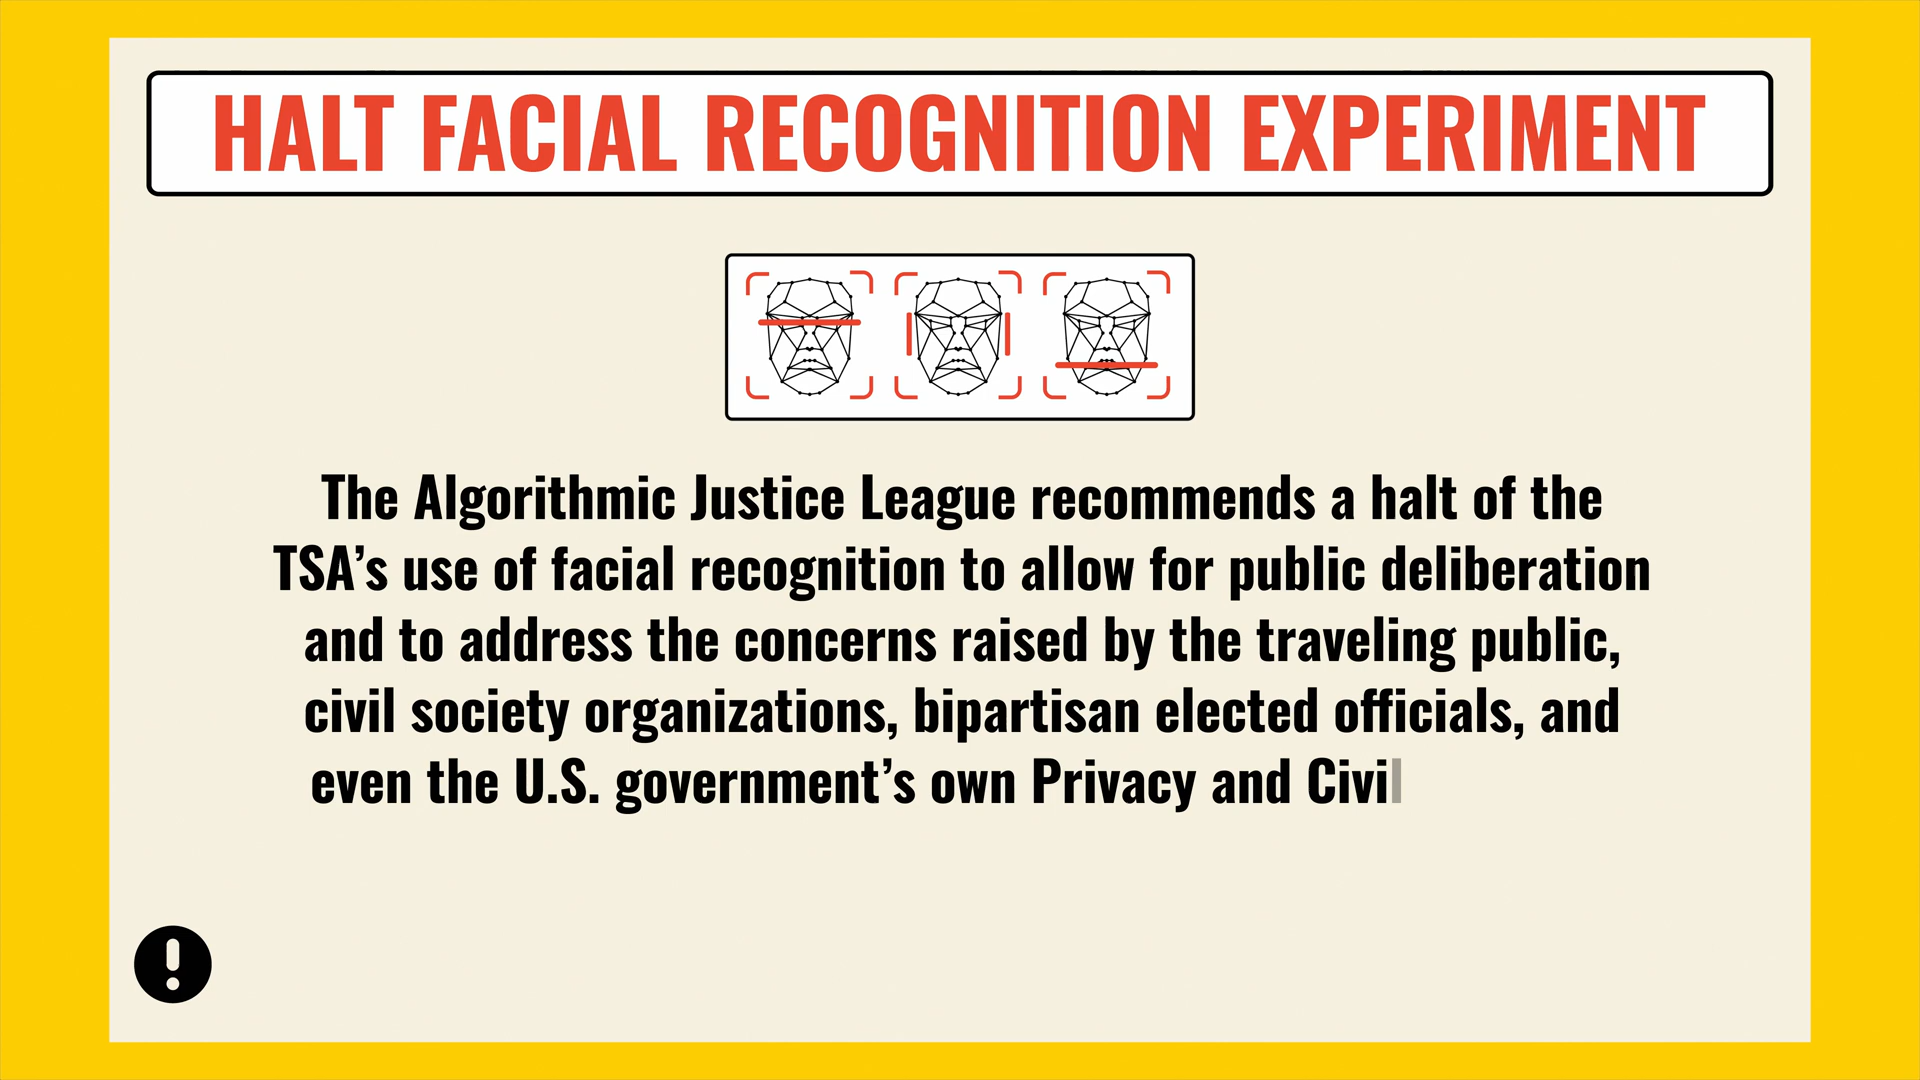 HALT FACIAL RECOGNITION EXPERIMENT
The Algorithmic Justice League recommends a halt of the
TSA’s use of facial recognition to allow for public deliberation
and to address the concerns raised by the traveling public,
civil society organizations, bipartisan elected officials, and
even the U.S. government’s own Privacy and Civil